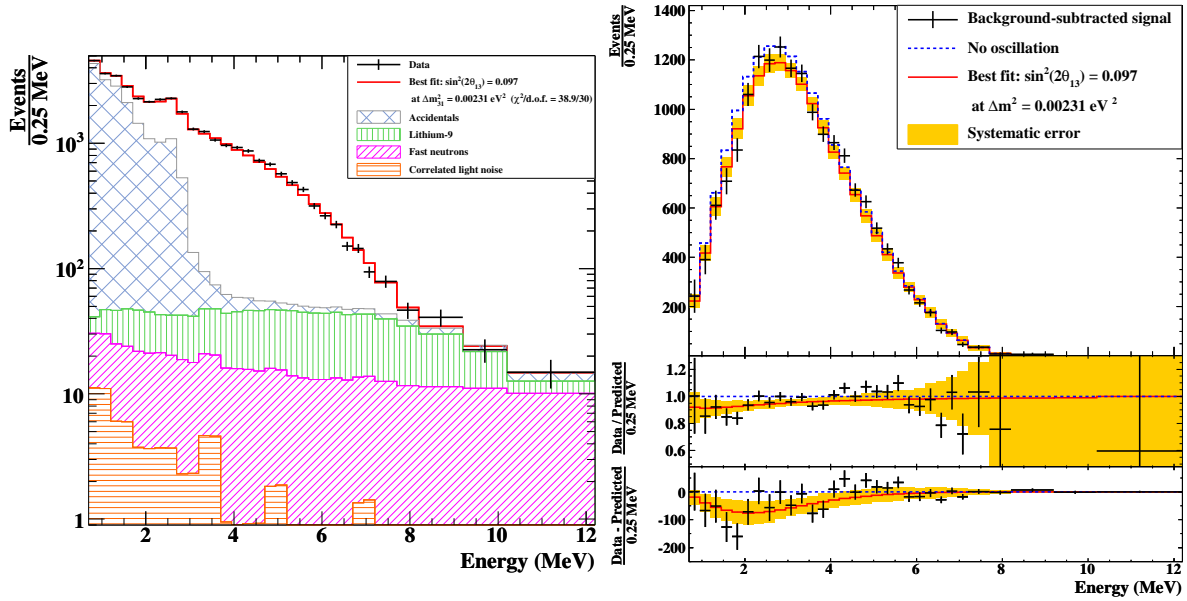 Events
0.25 MeV
10³
10²
10
1
2 4 6 8 10 12
Energy (MeV)
Data
Best fit: sin²(2θ₁₃) = 0.097
at Δm²₃₁ = 0.00231 eV² (χ²/d.o.f. = 38.9/30)
Accidentals
Lithium-9
Fast neutrons
Correlated light noise
Events
0.25 MeV
1400
1200
1000
800
600
400
200
Background-subtracted signal
No oscillation
Best fit: sin²(2θ₁₃) = 0.097
at Δm² = 0.00231 eV²
Systematic error
Data / Predicted
0.25 MeV
1.2
1.0
0.8
0.6
Data - Predicted
0.25 MeV
0
-100
-200
2 4 6 8 10 12
Energy (MeV)